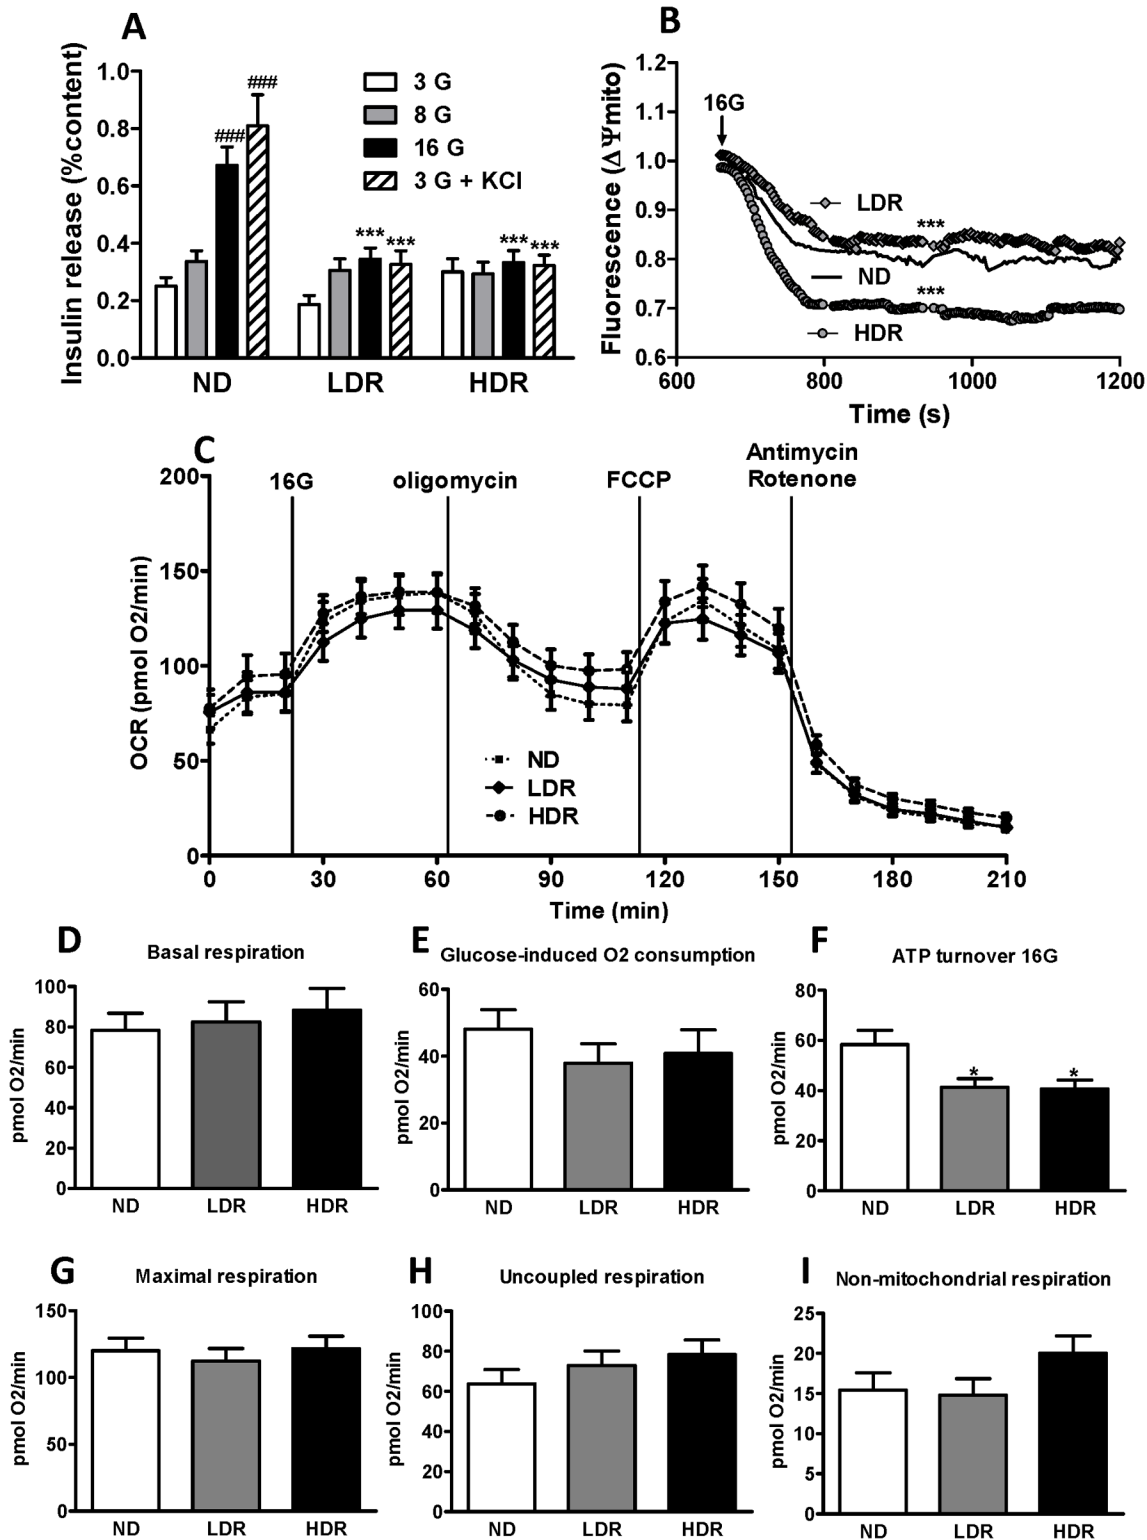 A
Insulin release (%content)
1.0
0.8
0.6
0.4
0.2
0.0
###
###
3 G
8 G
16 G
3 G + KCl
***
***
***
***
ND
LDR
HDR
B
Fluorescence (ΔΨmito)
1.2
1.1
1.0
0.9
0.8
0.7
0.6
16G
LDR
***
ND
***
HDR
600
800
1000
1200
Time (s)
C
OCR (pmol O2/min)
200
150
100
50
0
16G
oligomycin
FCCP
Antimycin
Rotenone
ND
LDR
HDR
0
30
60
90
120
150
180
210
Time (min)
D
Basal respiration
pmol O2/min
100
80
60
40
20
0
ND
LDR
HDR
E
Glucose-induced O2 consumption
pmol O2/min
60
40
20
0
ND
LDR
HDR
F
ATP turnover 16G
pmol O2/min
80
60
40
20
0
*
*
ND
LDR
HDR
G
Maximal respiration
pmol O2/min
150
100
50
0
ND
LDR
HDR
H
Uncoupled respiration
pmol O2/min
100
80
60
40
20
0
ND
LDR
HDR
I
Non-mitochondrial respiration
pmol O2/min
25
20
15
10
5
0
ND
LDR
HDR